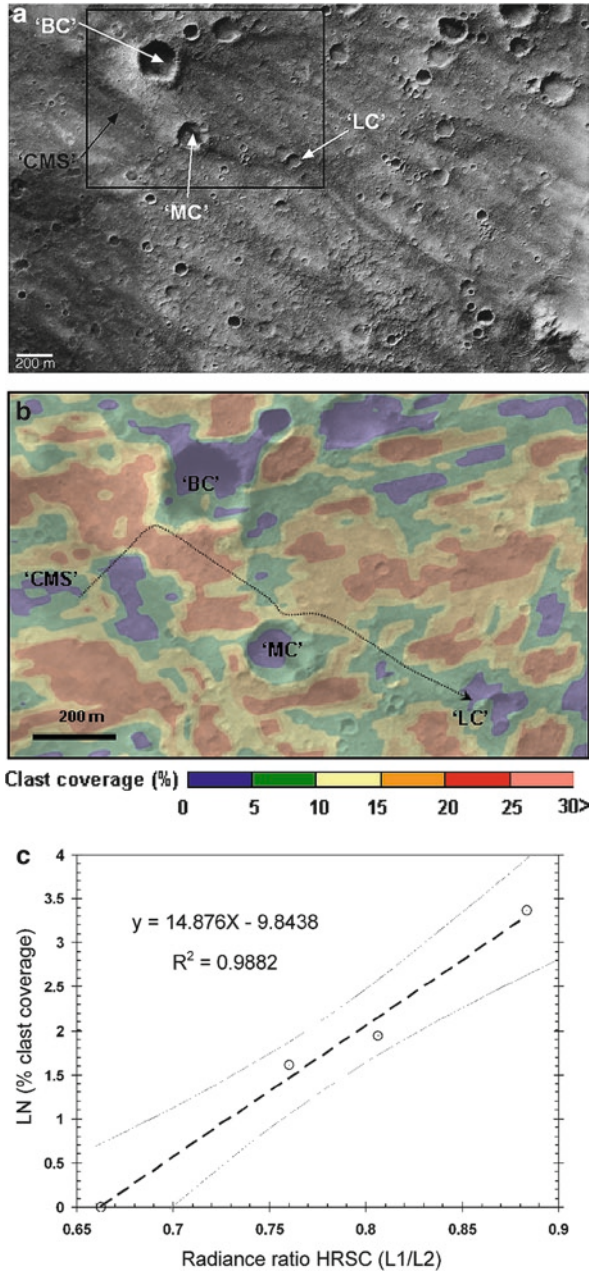 a
'BC'
'CMS'
'LC'
'MC'
200 m
b
'BC'
'CMS'
'MC'
'LC'
200 m
Clast coverage (%)
0 5 10 15 20 25 30>
c
4
3.5
3
2.5
2
1.5
1
0.5
0
y = 14.876X - 9.8438
R² = 0.9882
LN (% clast coverage)
0.65 0.7 0.75 0.8 0.85 0.9
Radiance ratio HRSC (L1/L2)